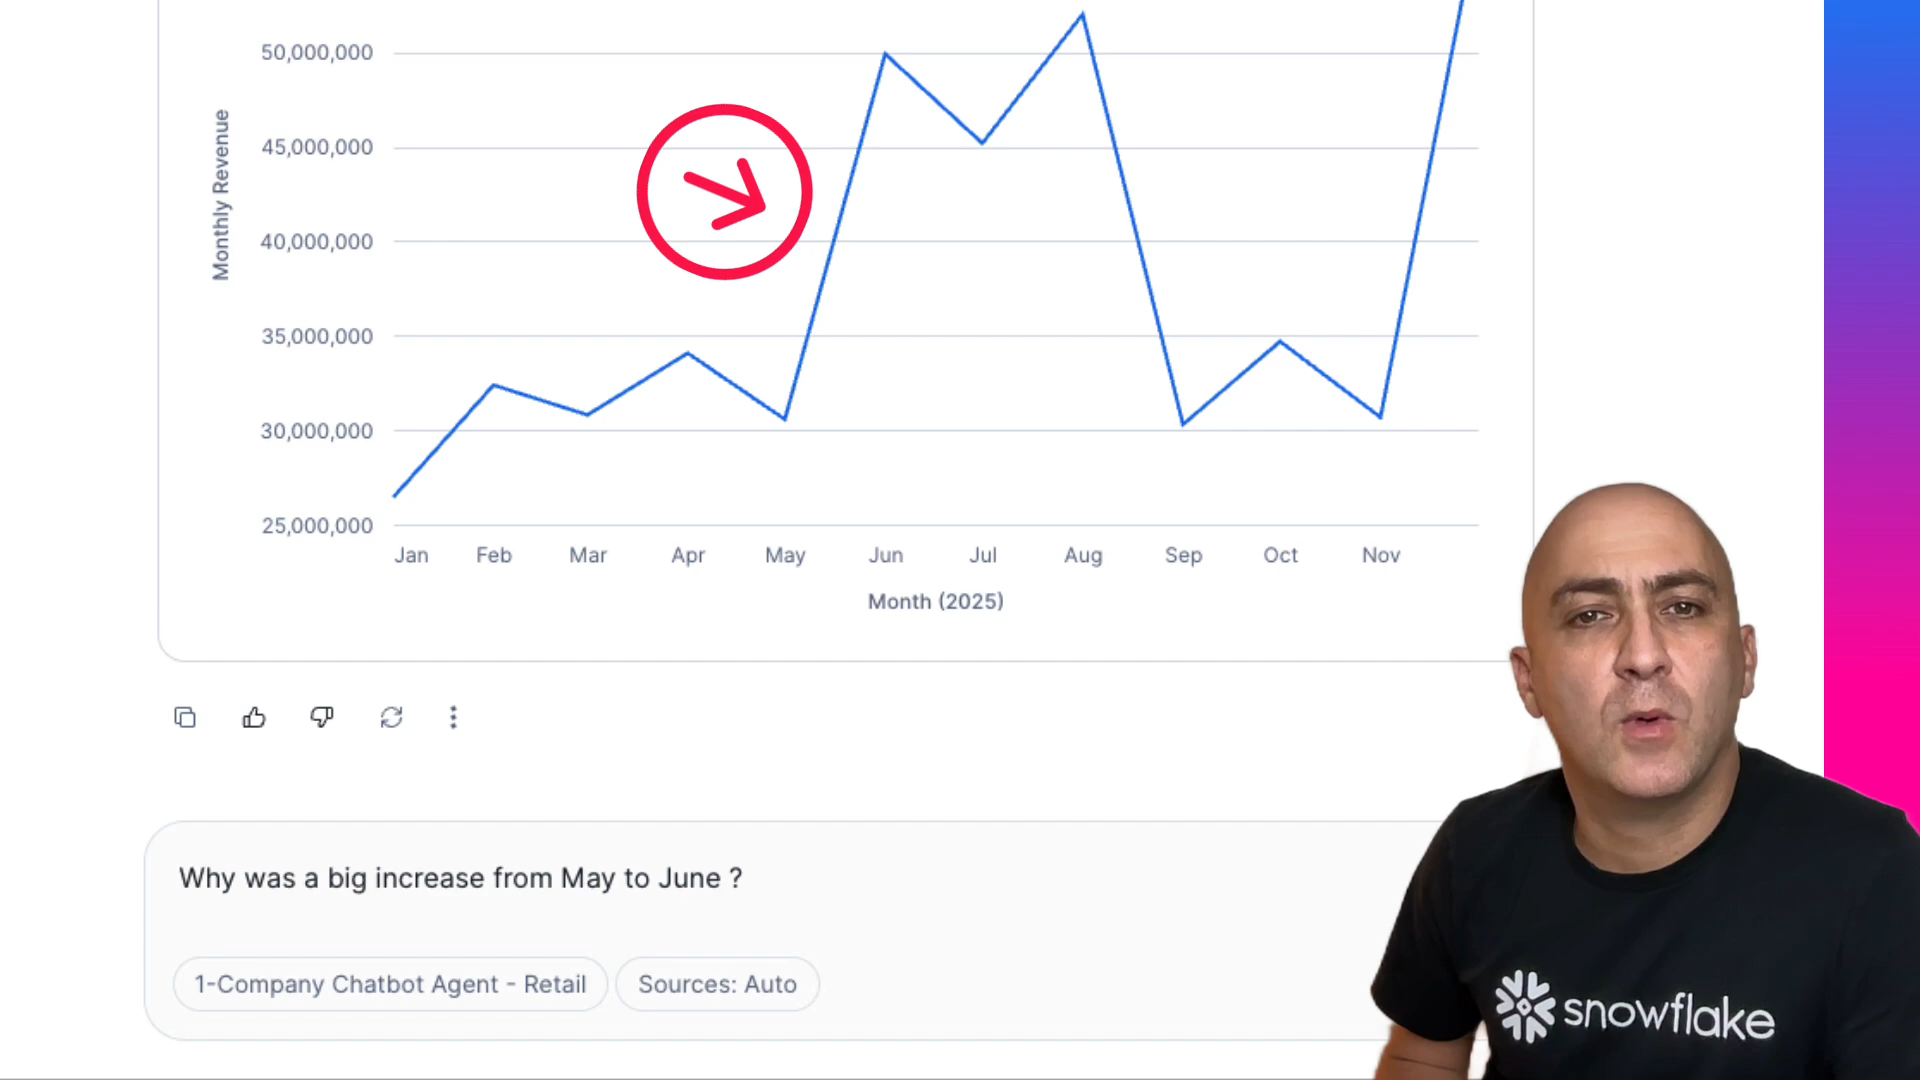 50,000,000
45,000,000
40,000,000
35,000,000
30,000,000
25,000,000
Monthly Revenue
Jan Feb Mar Apr May Jun Jul Aug Sep Oct Nov
Month (2025)
Why was a big increase from May to June ?
1-Company Chatbot Agent - Retail Sources: Auto
snowflake